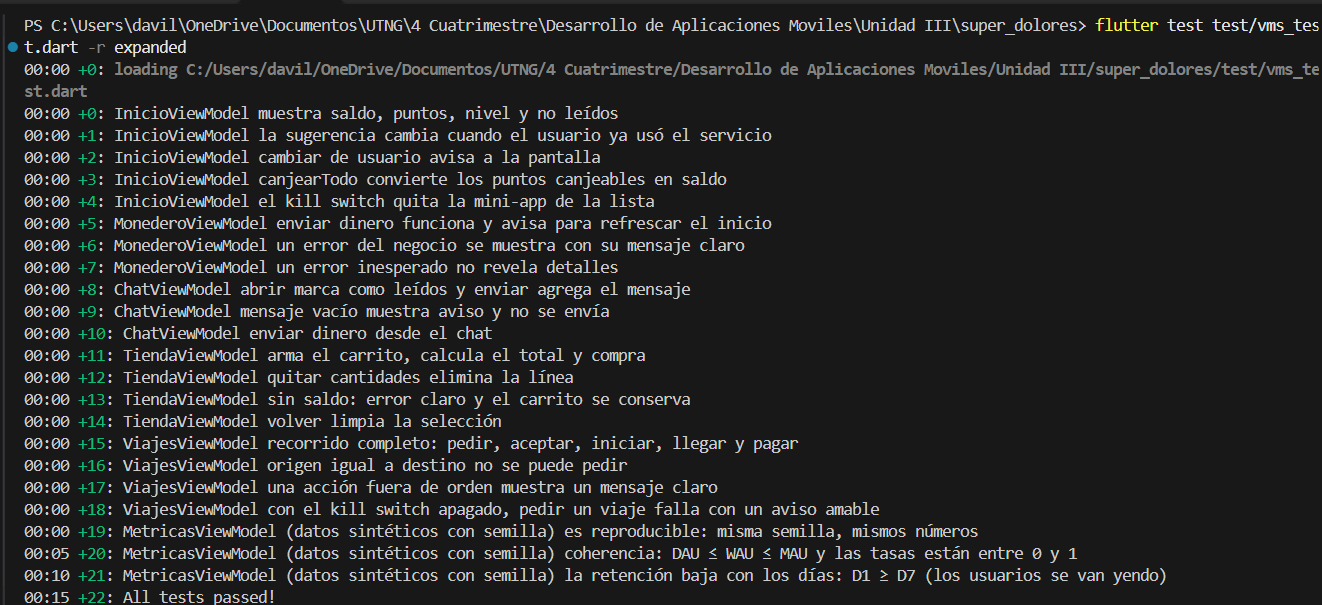 PS C:\Users\davil\OneDrive\Documentos\UTNG\4 Cuatrimestre\Desarrollo de Aplicaciones Moviles\Unidad III\super_dolores> flutter test test/vms_tes
t.dart -r expanded
00:00 +0: loading C:/Users/davil/OneDrive/Documentos/UTNG/4 Cuatrimestre/Desarrollo de Aplicaciones Moviles/Unidad III/super_dolores/test/vms_te
st.dart
00:00 +0: InicioViewModel muestra saldo, puntos, nivel y no leídos
00:00 +1: InicioViewModel la sugerencia cambia cuando el usuario ya usó el servicio
00:00 +2: InicioViewModel cambiar de usuario avisa a la pantalla
00:00 +3: InicioViewModel canjearTodo convierte los puntos canjeables en saldo
00:00 +4: InicioViewModel el kill switch quita la mini-app de la lista
00:00 +5: MonederoViewModel enviar dinero funciona y avisa para refrescar el inicio
00:00 +6: MonederoViewModel un error del negocio se muestra con su mensaje claro
00:00 +7: MonederoViewModel un error inesperado no revela detalles
00:00 +8: ChatViewModel abrir marca como leídos y enviar agrega el mensaje
00:00 +9: ChatViewModel mensaje vacío muestra aviso y no se envía
00:00 +10: ChatViewModel enviar dinero desde el chat
00:00 +11: TiendaViewModel arma el carrito, calcula el total y compra
00:00 +12: TiendaViewModel quitar cantidades elimina la línea
00:00 +13: TiendaViewModel sin saldo: error claro y el carrito se conserva
00:00 +14: TiendaViewModel volver limpia la selección
00:00 +15: ViajesViewModel recorrido completo: pedir, aceptar, iniciar, llegar y pagar
00:00 +16: ViajesViewModel origen igual a destino no se puede pedir
00:00 +17: ViajesViewModel una acción fuera de orden muestra un mensaje claro
00:00 +18: ViajesViewModel con el kill switch apagado, pedir un viaje falla con un aviso amable
00:00 +19: MetricasViewModel (datos sintéticos con semilla) es reproducible: misma semilla, mismos números
00:05 +20: MetricasViewModel (datos sintéticos con semilla) coherencia: DAU ≤ WAU ≤ MAU y las tasas están entre 0 y 1
00:10 +21: MetricasViewModel (datos sintéticos con semilla) la retención baja con los días: D1 ≥ D7 (los usuarios se van yendo)
00:15 +22: All tests passed!